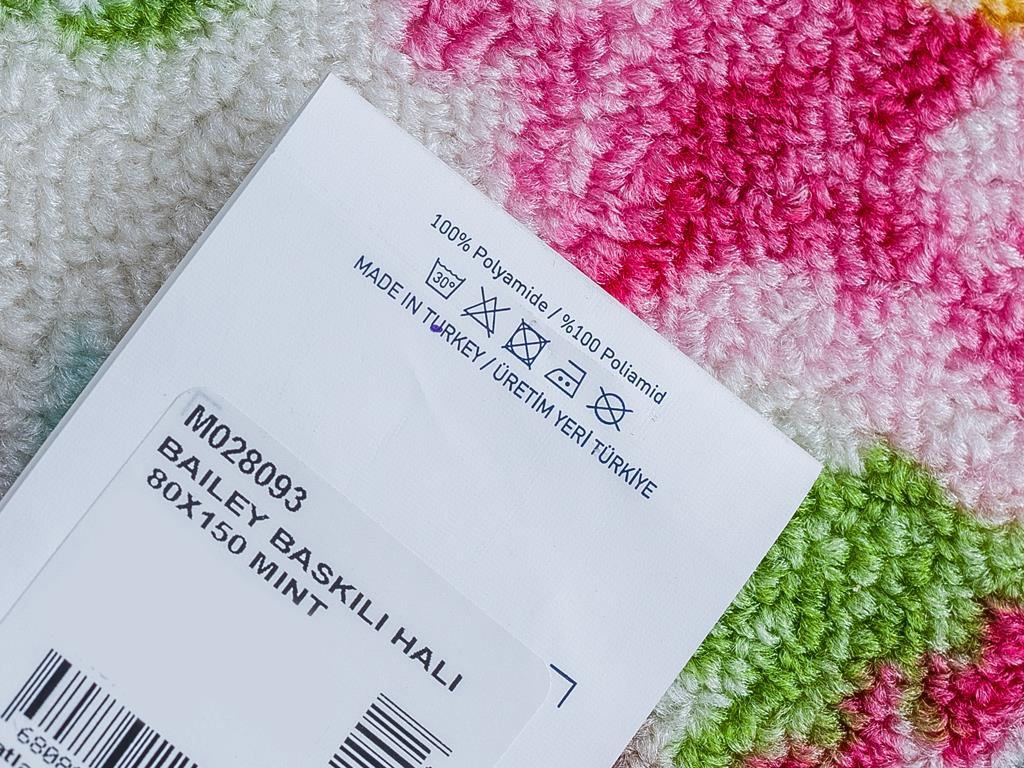 100% Polyamide / %100 Poliamid
30°
MADE IN TURKEY / ÜRETİM YERİ TÜRKİYE
M028093
BAILEY BASKILI HALI
80X150 MINT